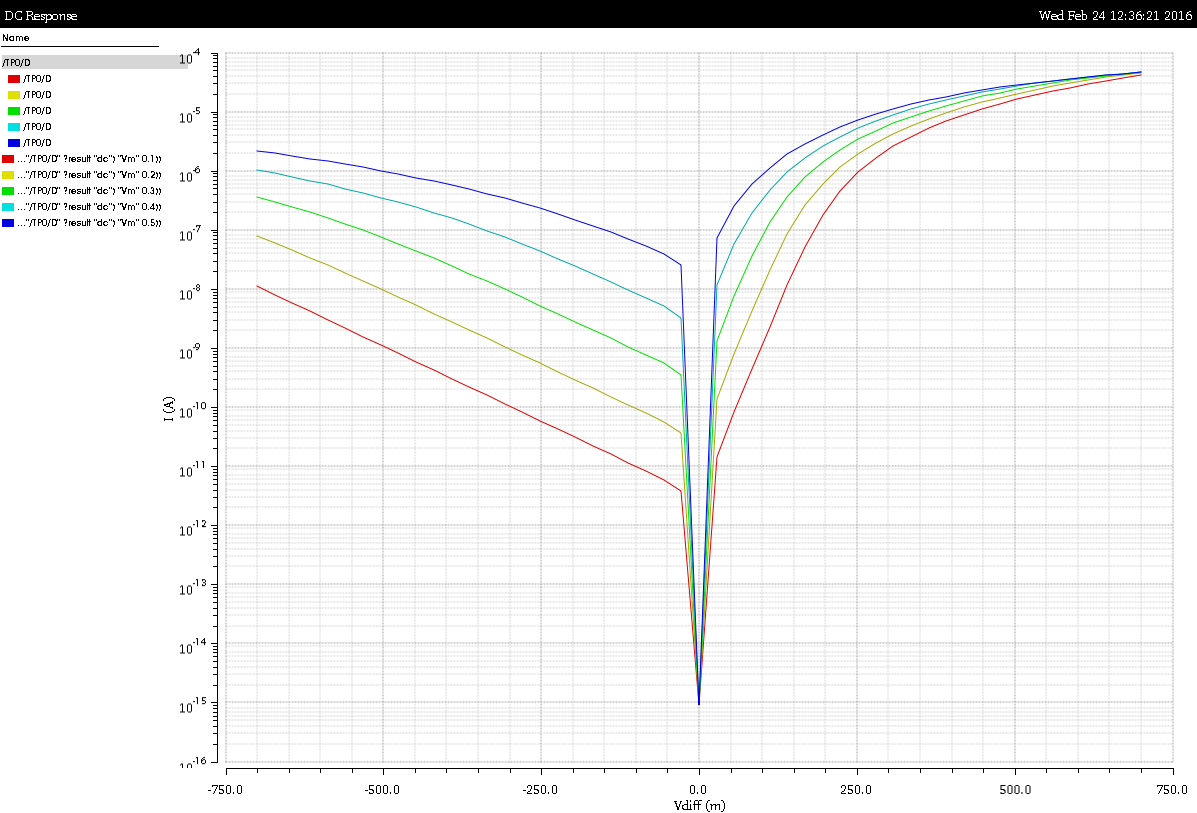 DC Response
Wed Feb 24 12:36:21 2016
Name
/TP0/D
/TP0/D
/TP0/D
/TP0/D
/TP0/D
/TP0/D
..."/TP0/D" ?result "dc") "Vm" 0.1))
..."/TP0/D" ?result "dc") "Vm" 0.2))
..."/TP0/D" ?result "dc") "Vm" 0.3))
..."/TP0/D" ?result "dc") "Vm" 0.4))
..."/TP0/D" ?result "dc") "Vm" 0.5))
10-4
10-5
10-6
10-7
10-8
10-9
10-10
10-11
10-12
10-13
10-14
10-15
10-16
I (A)
-750.0 -500.0 -250.0 0.0 250.0 500.0 750.0
Vdiff (m)